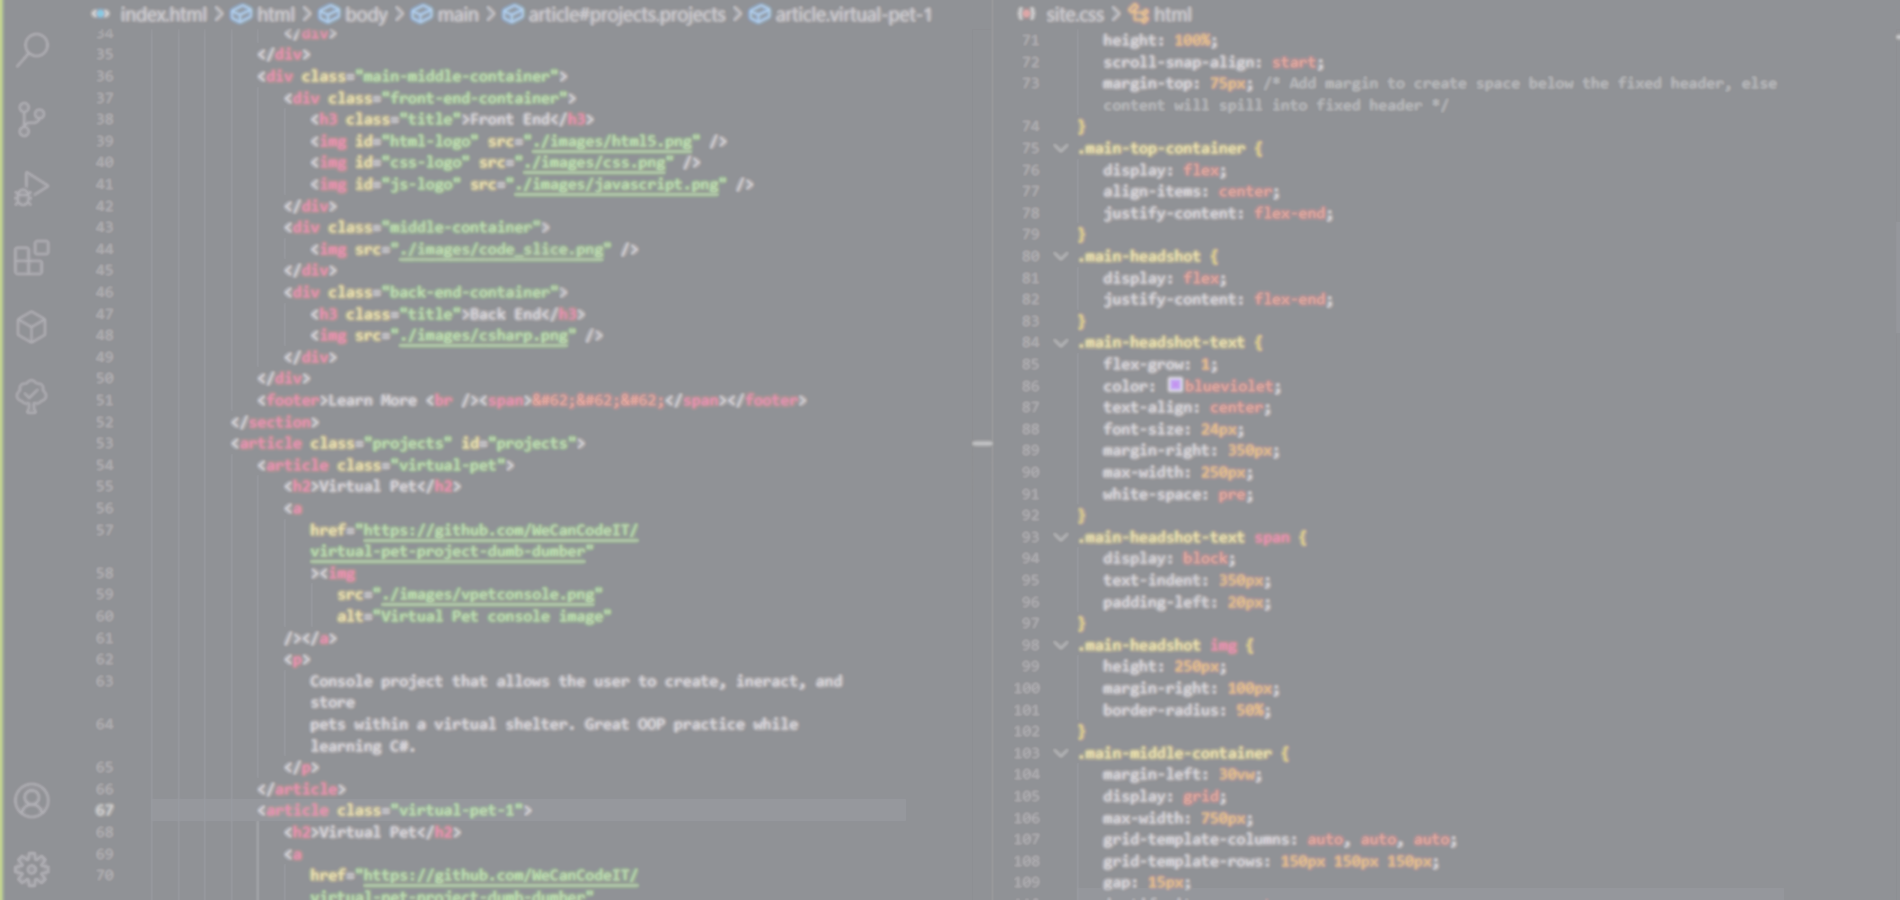 index.html > html > body > main > article#projects.projects > article.virtual-pet-1
34 </div>
35 </div>
36 <div class="main-middle-container">
37 <div class="front-end-container">
38 <h3 class="title">Front End</h3>
39 <img id="html-logo" src="./images/html5.png" />
40 <img id="css-logo" src="./images/css.png" />
41 <img id="js-logo" src="./images/javascript.png" />
42 </div>
43 <div class="middle-container">
44 <img src="./images/code_slice.png" />
45 </div>
46 <div class="back-end-container">
47 <h3 class="title">Back End</h3>
48 <img src="./images/csharp.png" />
49 </div>
50 </div>
51 <footer>Learn More <br /><span>&#62;&#62;&#62;</span></footer>
52 </section>
53 <article class="projects" id="projects">
54 <article class="virtual-pet">
55 <h2>Virtual Pet</h2>
56 <a
57 href="https://github.com/WeCanCodeIT/
virtual-pet-project-dumb-dumber"
58 ><img
59 src="./images/vpetconsole.png"
60 alt="Virtual Pet console image"
61 /></a>
62 <p>
63 Console project that allows the user to create, ineract, and
store
64 pets within a virtual shelter. Great OOP practice while
learning C#.
65 </p>
66 </article>
67 <article class="virtual-pet-1">
68 <h2>Virtual Pet</h2>
69 <a
70 href="https://github.com/WeCanCodeIT/
virtual-pet-project-dumb-dumber"
site.css > html
71 height: 100%;
72 scroll-snap-align: start;
73 margin-top: 75px; /* Add margin to create space below the fixed header, else
content will spill into fixed header */
74 }
75 .main-top-container {
76 display: flex;
77 align-items: center;
78 justify-content: flex-end;
79 }
80 .main-headshot {
81 display: flex;
82 justify-content: flex-end;
83 }
84 .main-headshot-text {
85 flex-grow: 1;
86 color: blueviolet;
87 text-align: center;
88 font-size: 24px;
89 margin-right: 350px;
90 max-width: 250px;
91 white-space: pre;
92 }
93 .main-headshot-text span {
94 display: block;
95 text-indent: 350px;
96 padding-left: 20px;
97 }
98 .main-headshot img {
99 height: 250px;
100 margin-right: 100px;
101 border-radius: 50%;
102 }
103 .main-middle-container {
104 margin-left: 30vw;
105 display: grid;
106 max-width: 750px;
107 grid-template-columns: auto, auto, auto;
108 grid-template-rows: 150px 150px 150px;
109 gap: 15px;